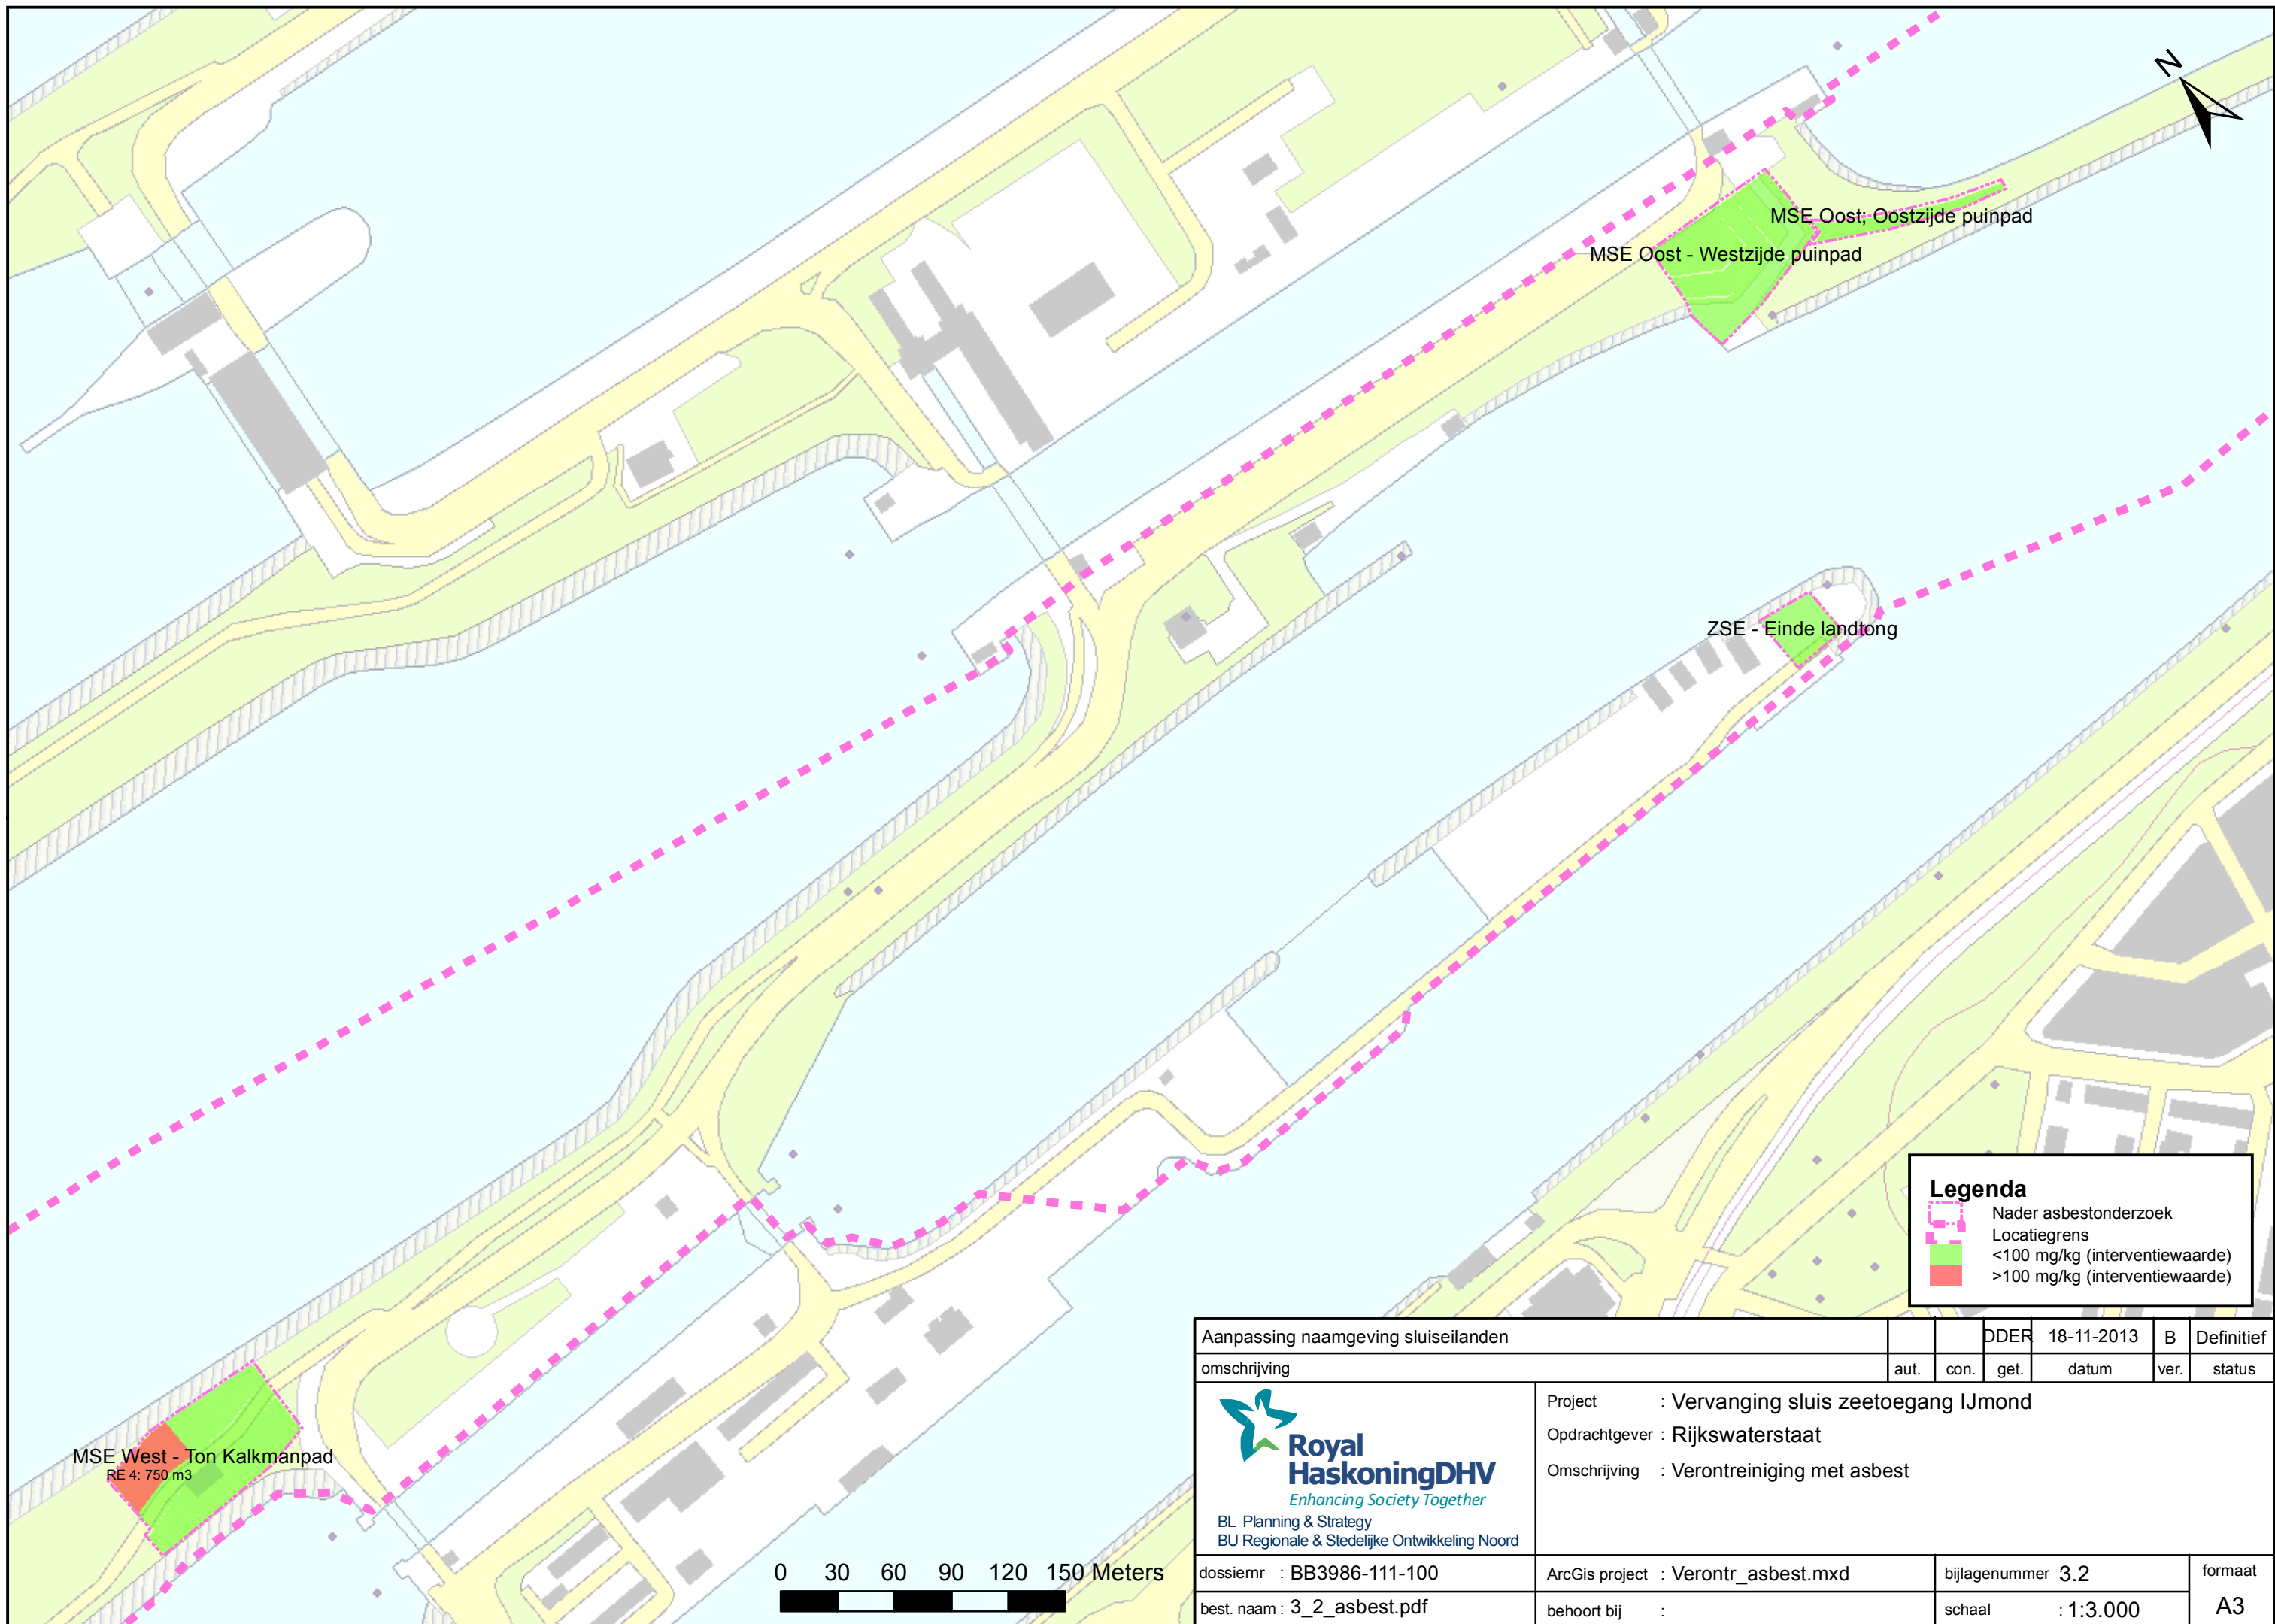 N
MSE Oost; Oostzijde puinpad
MSE Oost - Westzijde puinpad
ZSE - Einde landtong
MSE West - Ton Kalkmanpad
RE 4: 750 m3
Legenda
Nader asbestonderzoek
Locatiegrens
<100 mg/kg (interventiewaarde)
>100 mg/kg (interventiewaarde)
0 30 60 90 120 150 Meters
Aanpassing naamgeving sluiseilanden DDER 18-11-2013 B Definitief
omschrijving aut. con. get. datum ver. status
Royal
HaskoningDHV
Enhancing Society Together
BL Planning & Strategy
BU Regionale & Stedelijke Ontwikkeling Noord
Project : Vervanging sluis zeetoegang IJmond
Opdrachtgever : Rijkswaterstaat
Omschrijving : Verontreiniging met asbest
dossiernr : BB3986-111-100 ArcGis project : Verontr_asbest.mxd bijlagenummer 3.2 formaat
best. naam : 3_2_asbest.pdf behoort bij : schaal : 1:3.000 A3